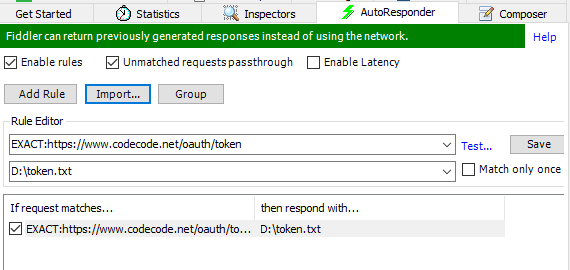 Get Started Statistics Inspectors AutoResponder Composer
Fiddler can return previously generated responses instead of using the network. Help
Enable rules Unmatched requests passthrough Enable Latency
Add Rule Import... Group
Rule Editor
EXACT:https://www.codecode.net/oauth/token Test... Save
D:\token.txt Match only once
If request matches... then respond with...
EXACT:https://www.codecode.net/oauth/to... D:\token.txt